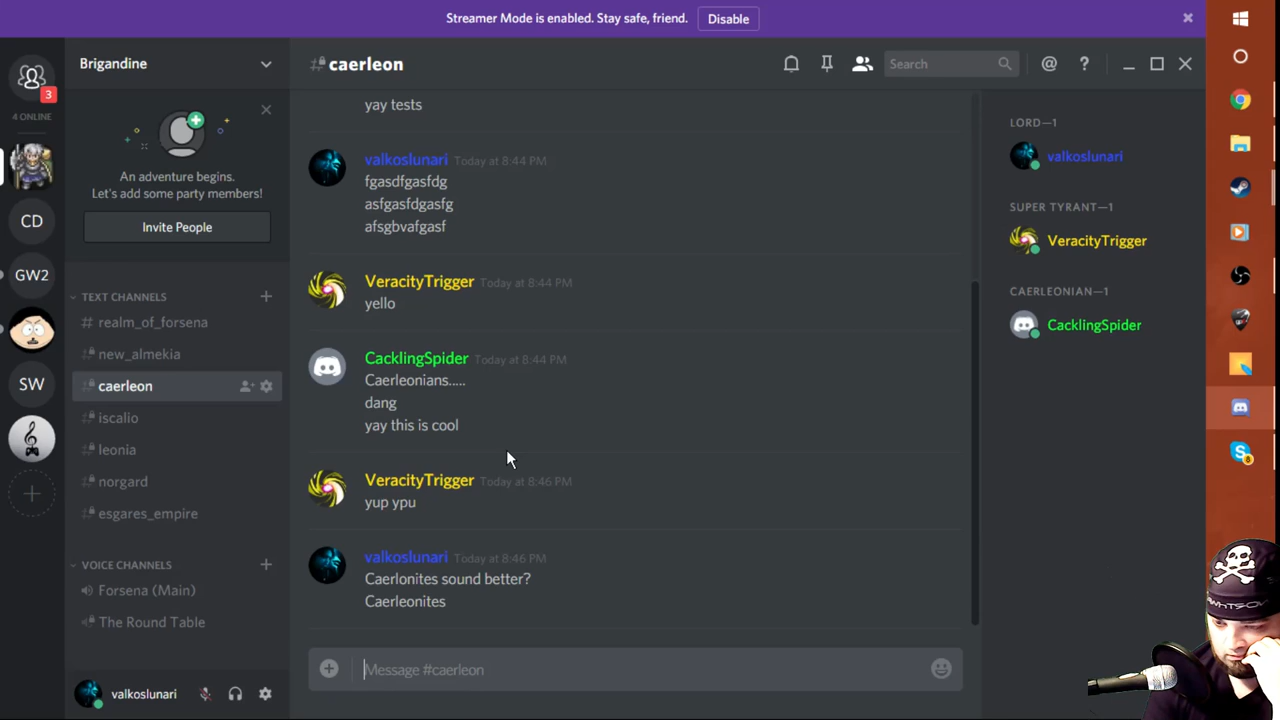 Streamer Mode is enabled. Stay safe, friend.
Disable
3
4 ONLINE
CD
GW2
SW
Brigandine
An adventure begins.
Let's add some party members!
Invite People
TEXT CHANNELS
# realm_of_forsena
# new_almekia
# caerleon
# iscalio
# leonia
# norgard
# esgares_empire
VOICE CHANNELS
Forsena (Main)
The Round Table
valkoslunari
# caerleon
Search
@
?
yay tests
valkoslunari Today at 8:44 PM
fgasdfgasfdg
asfgasfdgasfg
afsgbvafgasf
VeracityTrigger Today at 8:44 PM
yello
CacklingSpider Today at 8:44 PM
Caerleonians.....
dang
yay this is cool
VeracityTrigger Today at 8:46 PM
yup ypu
valkoslunari Today at 8:46 PM
Caerlonites sound better?
Caerleonites
Message #caerleon
LORD—1
valkoslunari
SUPER TYRANT—1
VeracityTrigger
CAERLEONIAN—1
CacklingSpider